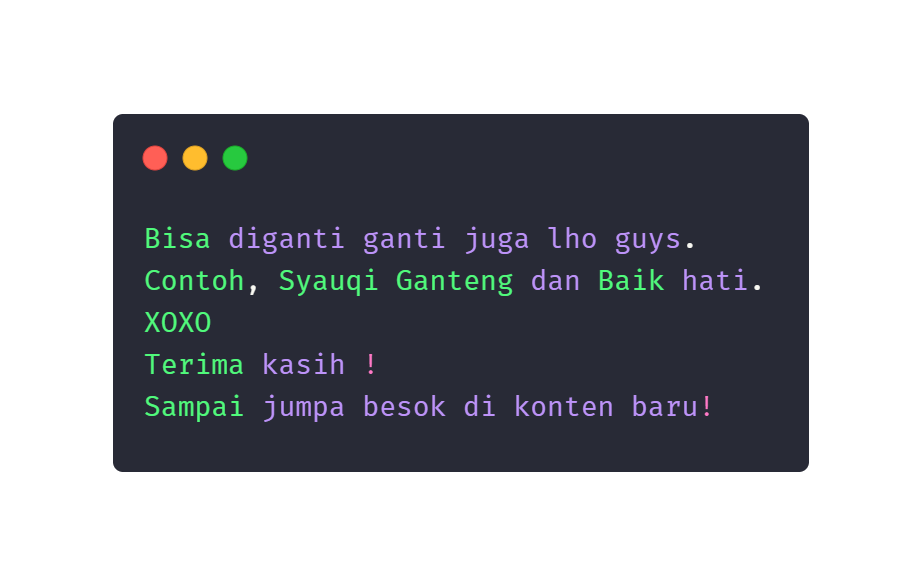 Bisa diganti ganti juga lho guys.
Contoh, Syauqi Ganteng dan Baik hati.
XOXO
Terima kasih !
Sampai jumpa besok di konten baru!